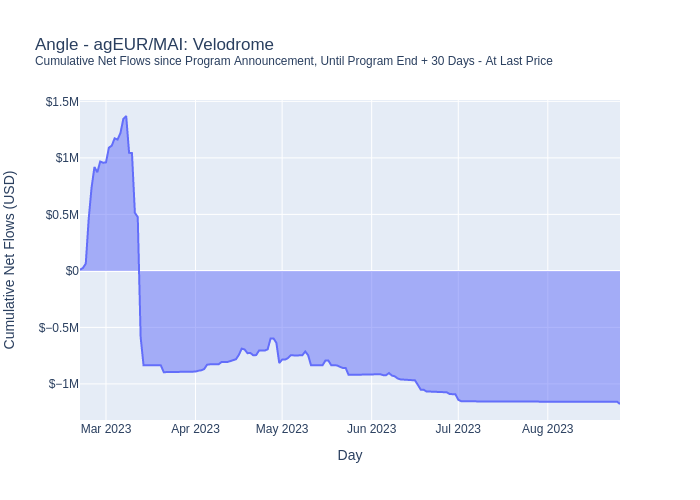 Angle - agEUR/MAI: Velodrome
Cumulative Net Flows since Program Announcement, Until Program End + 30 Days - At Last Price
Cumulative Net Flows (USD)
$1.5M
$1M
$0.5M
$0
$−0.5M
$−1M
Mar 2023 Apr 2023 May 2023 Jun 2023 Jul 2023 Aug 2023
Day